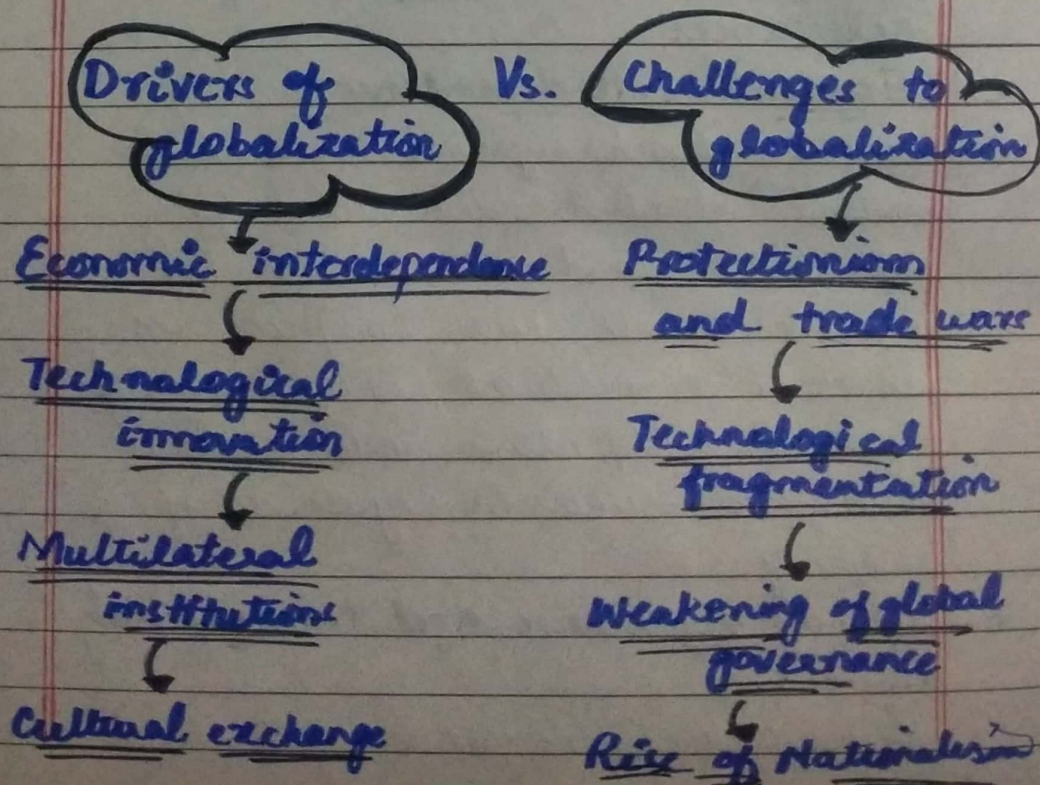 Drivers of
globalization
Vs.
Challenges to
globalization
Economic interdependence
Technological
innovation
Multilateral
institutions
Cultural exchange
Protectionism
and trade wars
Technological
fragmentation
Weakening of global
governance
Rise of Nationalism